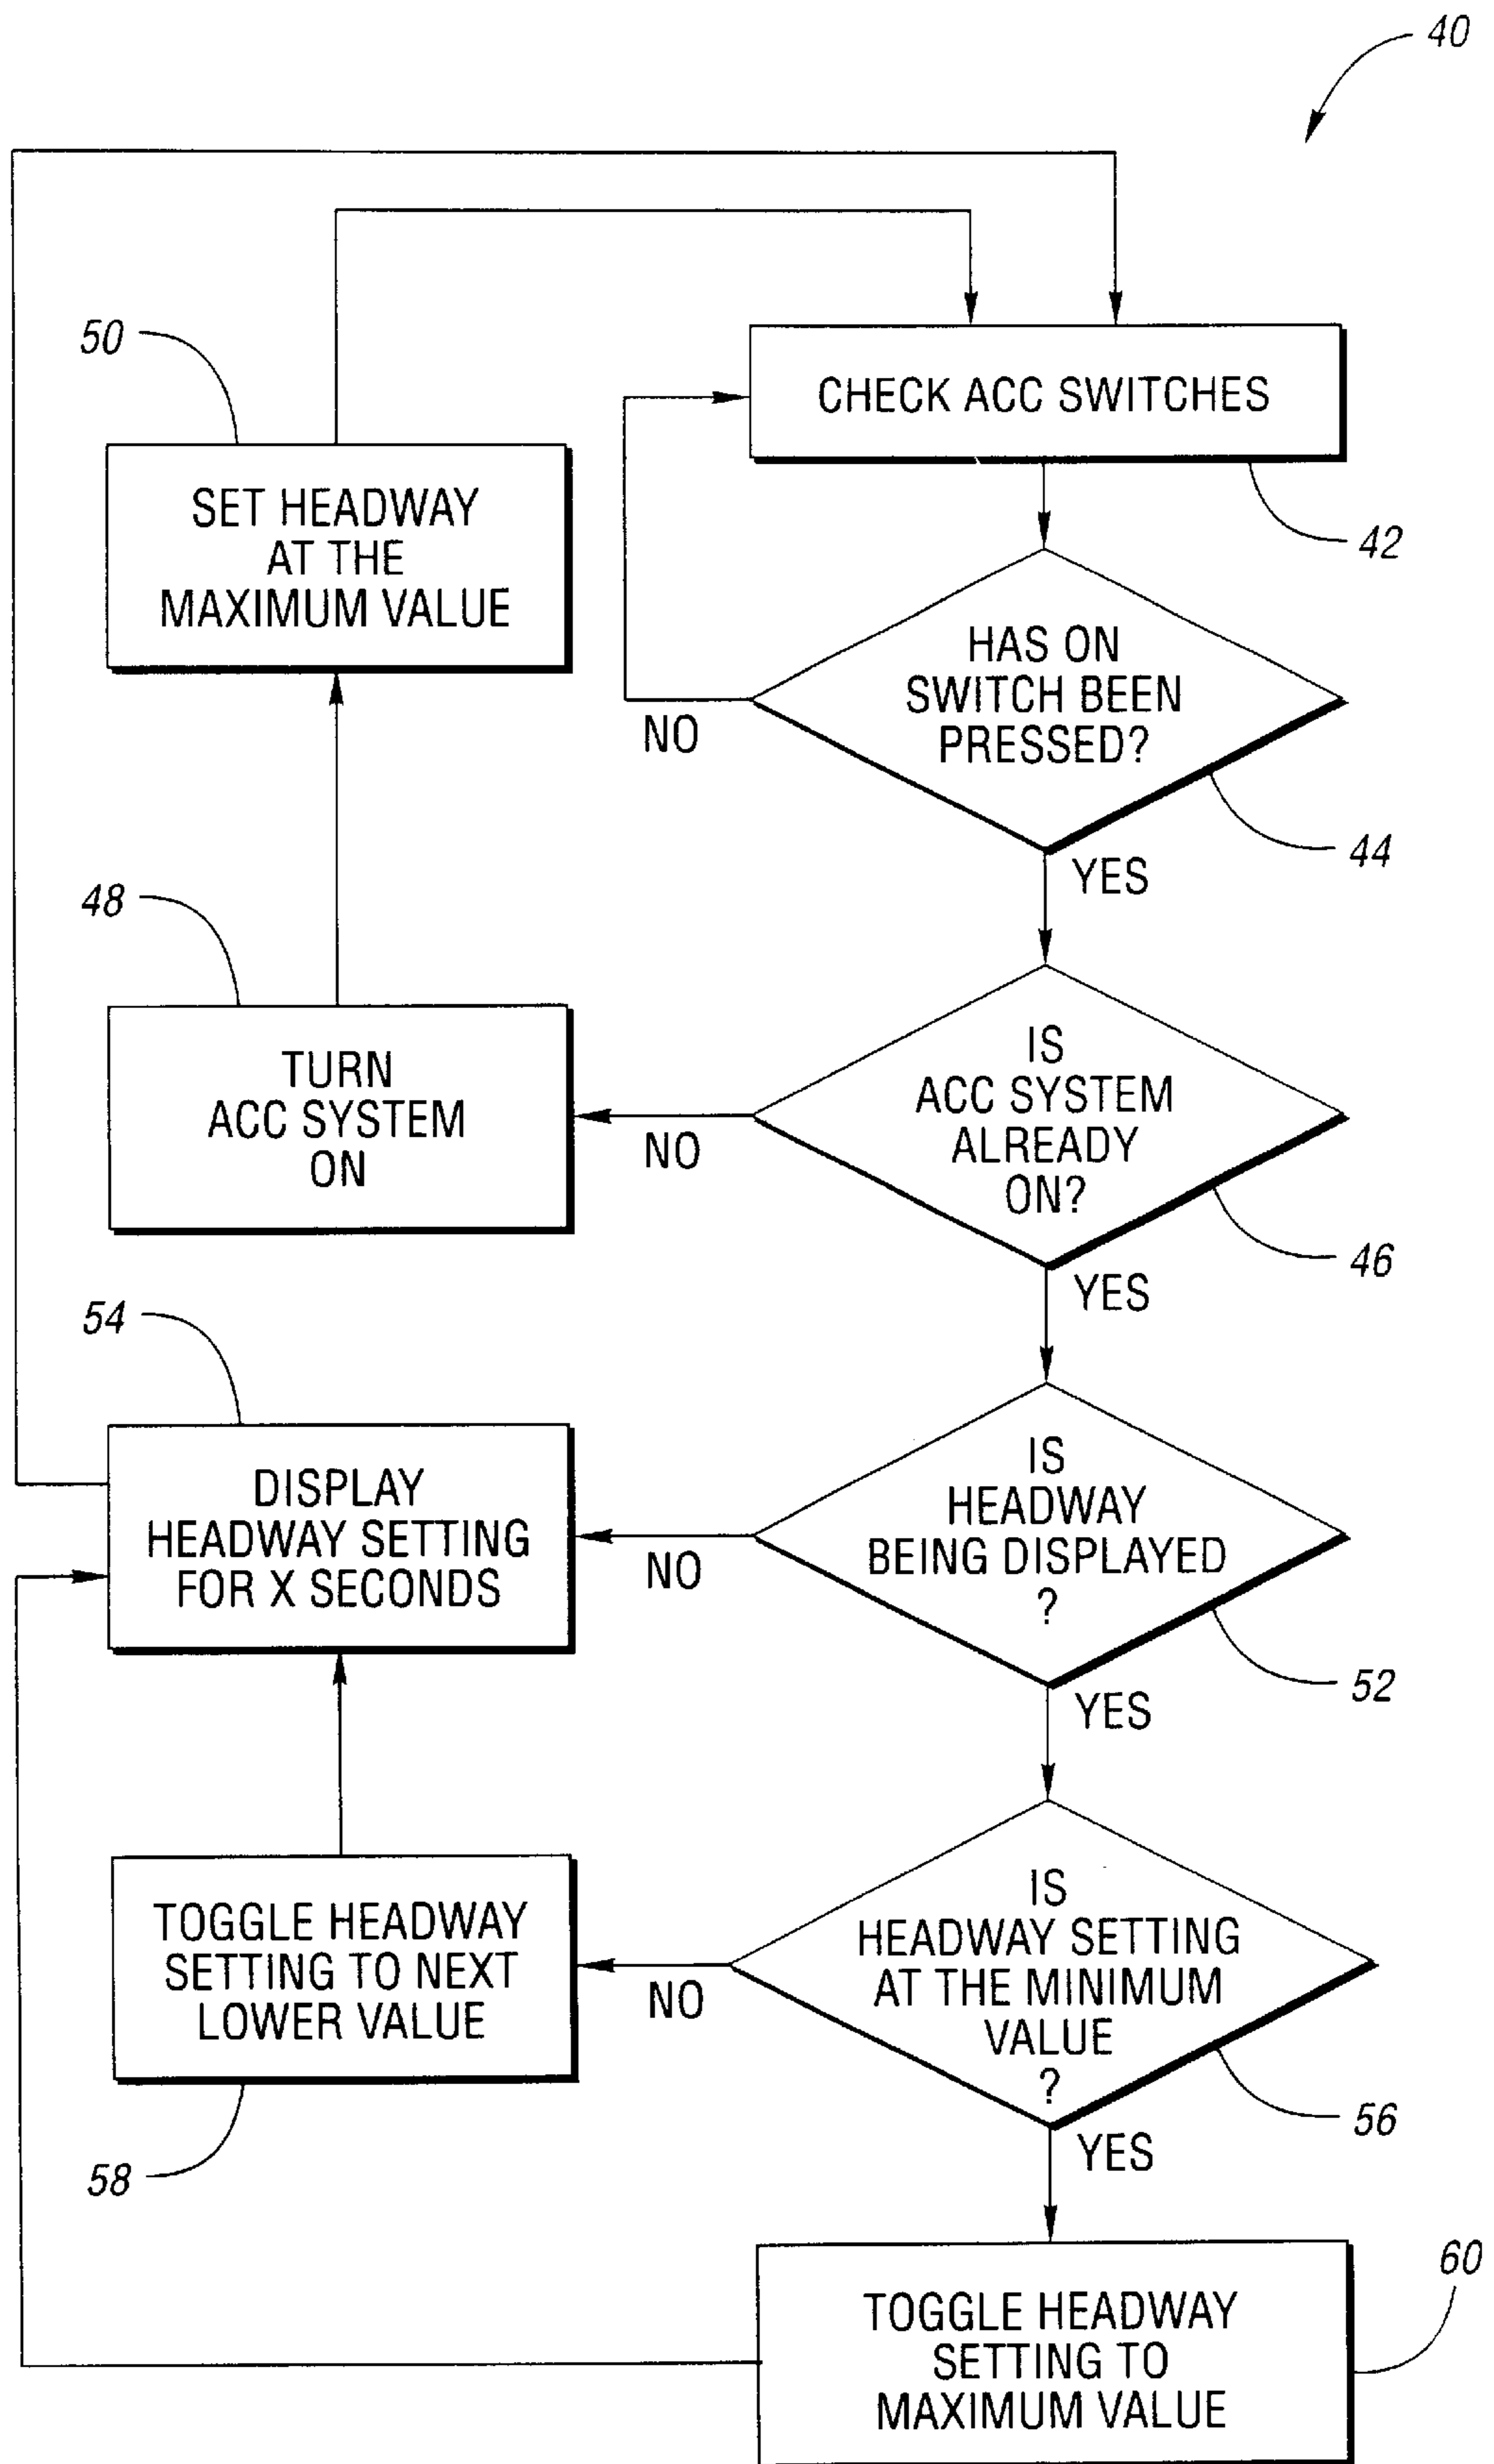 40
50
CHECK ACC SWITCHES
SET HEADWAY
AT THE
MAXIMUM VALUE
42
HAS ON
SWITCH BEEN
PRESSED?
NO
44
YES
48
TURN
ACC SYSTEM
ON
NO
IS
ACC SYSTEM
ALREADY
ON?
46
YES
54
DISPLAY
HEADWAY SETTING
FOR X SECONDS
NO
IS
HEADWAY
BEING DISPLAYED
?
52
YES
TOGGLE HEADWAY
SETTING TO NEXT
LOWER VALUE
NO
IS
HEADWAY SETTING
AT THE MINIMUM
VALUE
?
56
YES
58
60
TOGGLE HEADWAY
SETTING TO
MAXIMUM VALUE